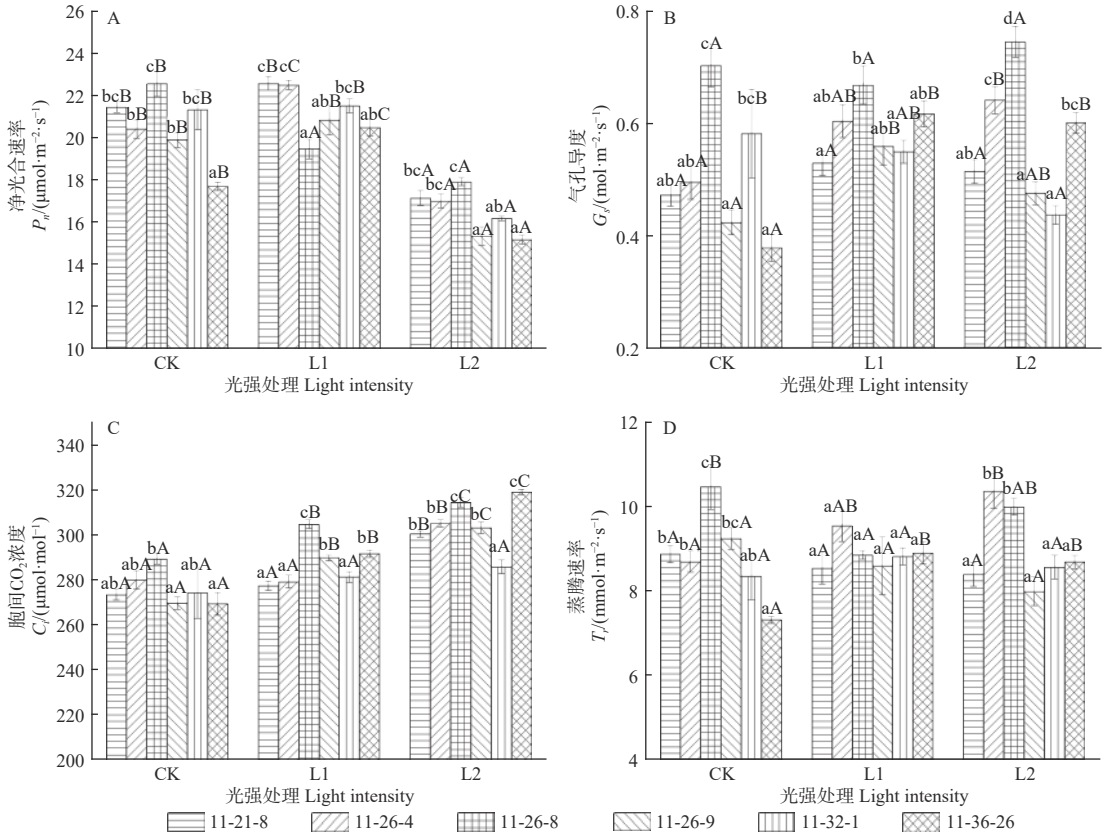 A
净光合速率
Pn/(μmol·m⁻²·s⁻¹)
26
24
22
20
18
16
14
12
10
bcB
bB
cB
bB
bcB
aB
cB
cC
aA
abB
bcB
abC
bcA
bcA
cA
aA
abA
aA
CK
L1
L2
光强处理 Light intensity
B
气孔导度
Gs/(mol·m⁻²·s⁻¹)
0.8
0.6
0.4
0.2
abA
abA
cA
aA
bcB
aA
aA
abAB
bA
abB
aAB
abB
abA
cB
dA
aAB
aA
bcB
CK
L1
L2
光强处理 Light intensity
C
胞间CO₂浓度
Ci/(μmol·mol⁻¹)
340
320
300
280
260
240
220
200
abA
abA
bA
aA
abA
aA
aA
aA
cB
bB
aA
bB
bB
bB
cC
bC
aA
cC
CK
L1
L2
光强处理 Light intensity
D
蒸腾速率
Tr/(mmol·m⁻²·s⁻¹)
12
10
8
6
4
bA
bA
cB
bcA
abA
aA
aA
aAB
aA
aA
aA
aB
aA
bB
bAB
aA
aA
aB
CK
L1
L2
光强处理 Light intensity
11-21-8
11-26-4
11-26-8
11-26-9
11-32-1
11-36-26